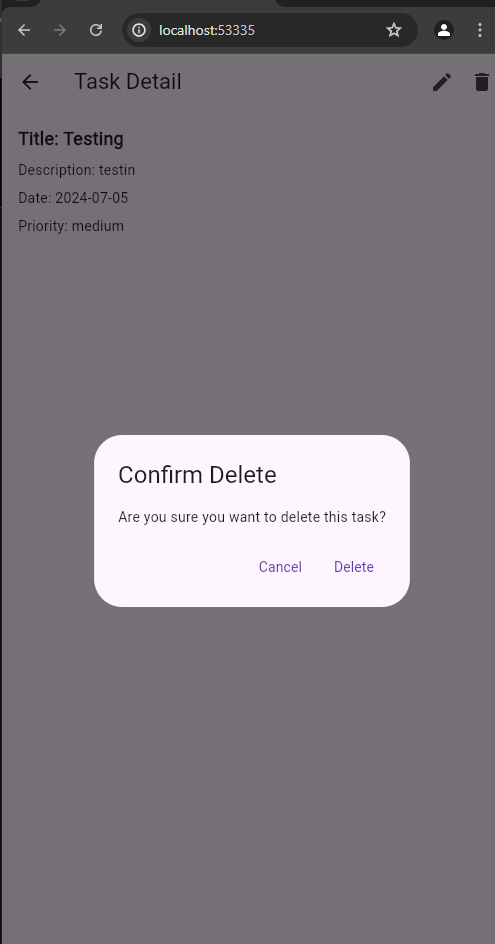 localhost:53335
Task Detail
Title: Testing
Description: testin
Date: 2024-07-05
Priority: medium
Confirm Delete
Are you sure you want to delete this task?
Cancel Delete